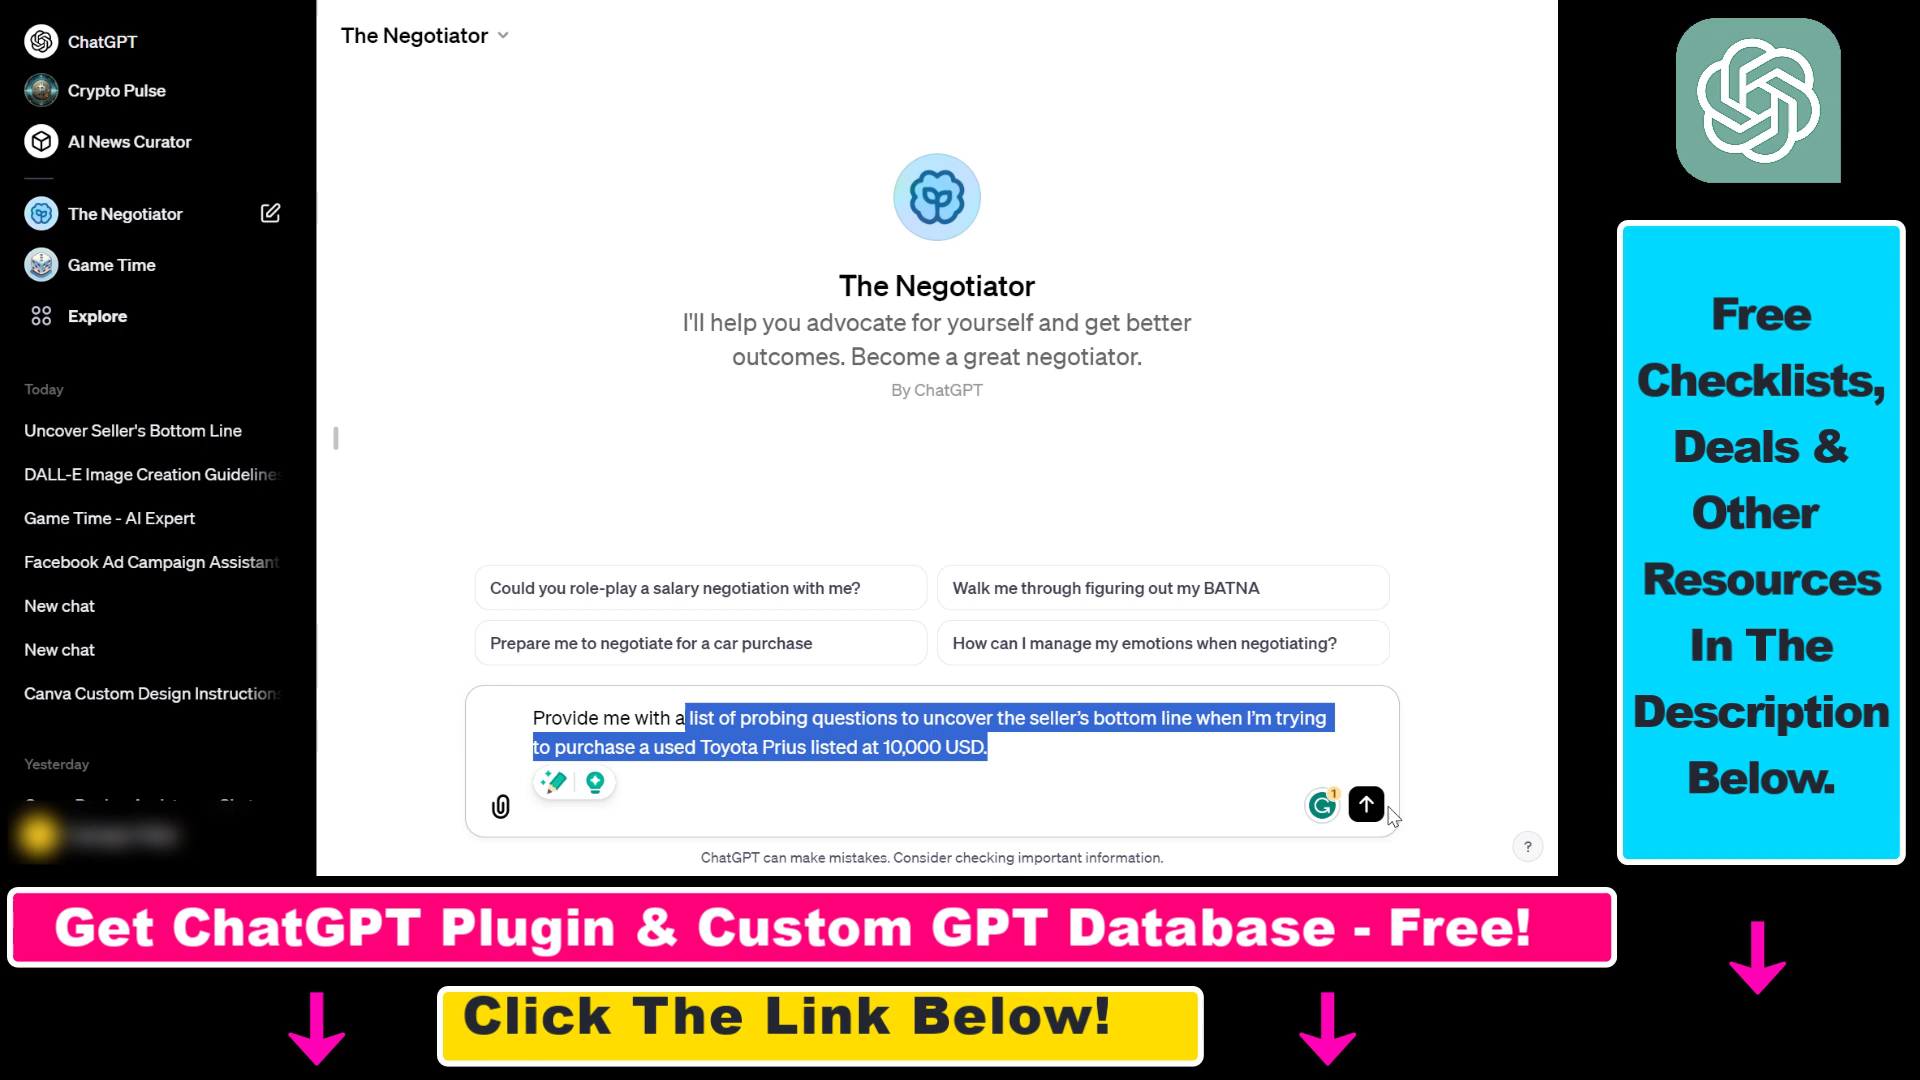 ChatGPT
Crypto Pulse
AI News Curator
The Negotiator
Game Time
Explore
Today
Uncover Seller's Bottom Line
DALL-E Image Creation Guidelines
Game Time - AI Expert
Facebook Ad Campaign Assistant
New chat
New chat
Canva Custom Design Instructions
Yesterday
The Negotiator
The Negotiator
I'll help you advocate for yourself and get better
outcomes. Become a great negotiator.
By ChatGPT
Could you role-play a salary negotiation with me?
Walk me through figuring out my BATNA
Prepare me to negotiate for a car purchase
How can I manage my emotions when negotiating?
Provide me with a list of probing questions to uncover the seller’s bottom line when I’m trying
to purchase a used Toyota Prius listed at 10,000 USD.
1
ChatGPT can make mistakes. Consider checking important information.
?
Free
Checklists,
Deals &
Other
Resources
In The
Description
Below.
Get ChatGPT Plugin & Custom GPT Database - Free!
Click The Link Below!